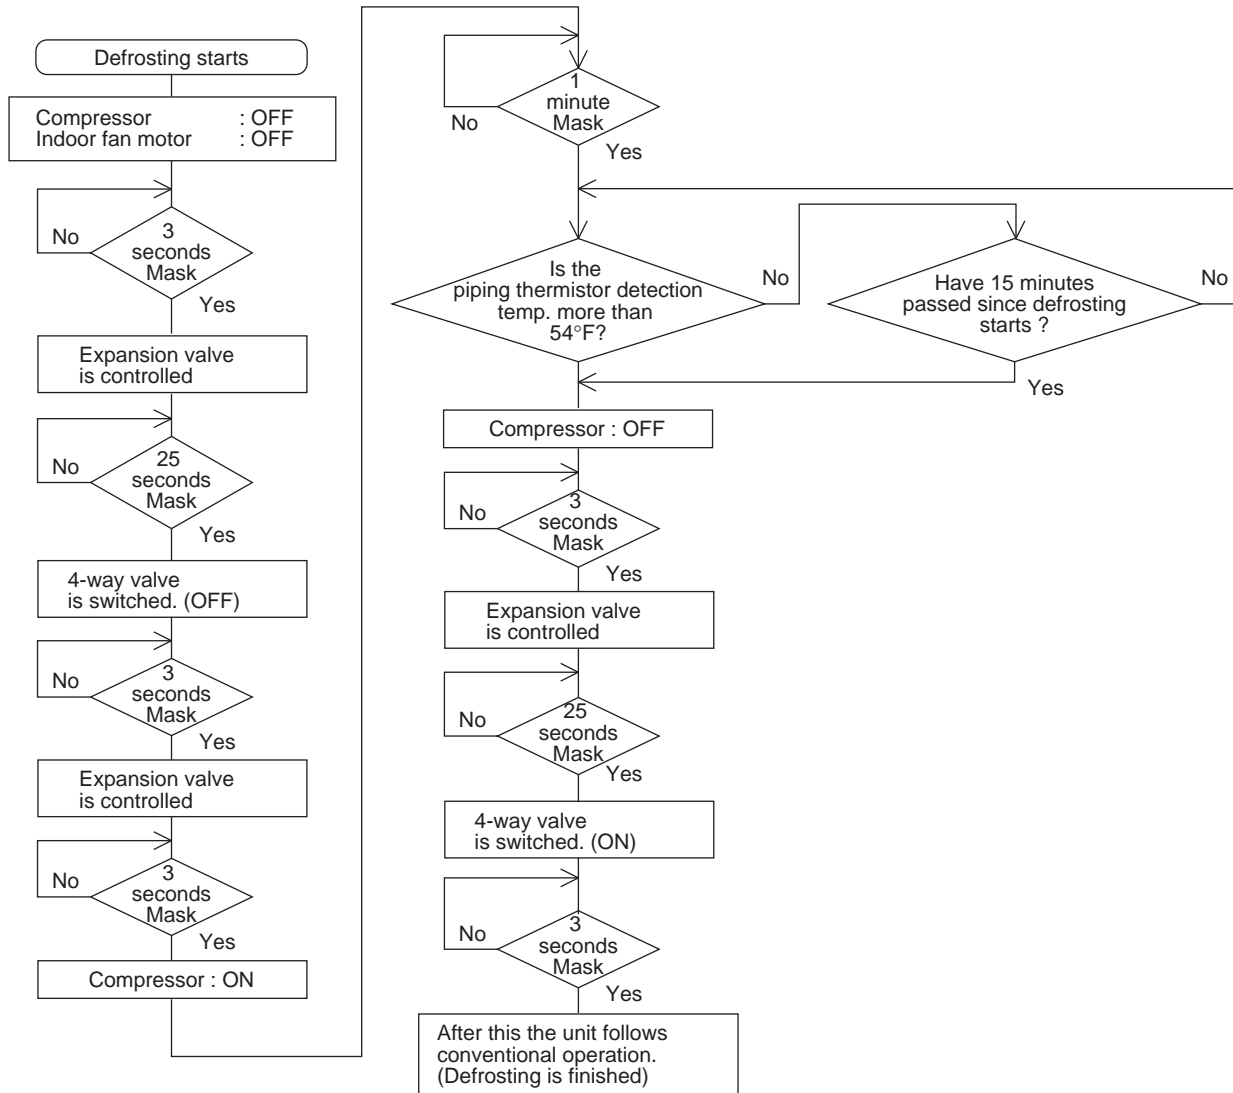 Defrosting starts
Compressor : OFF
Indoor fan motor : OFF
No
3
seconds
Mask
Yes
Expansion valve
is controlled
No
25
seconds
Mask
Yes
4-way valve
is switched. (OFF)
No
3
seconds
Mask
Yes
Expansion valve
is controlled
No
3
seconds
Mask
Yes
Compressor : ON
1
minute
Mask
No
Yes
Is the
piping thermistor detection
temp. more than
54°F?
No
Have 15 minutes
passed since defrosting
starts ?
No
Yes
Compressor : OFF
3
seconds
Mask
No
Yes
Expansion valve
is controlled
25
seconds
Mask
No
Yes
4-way valve
is switched. (ON)
3
seconds
Mask
No
Yes
After this the unit follows
conventional operation.
(Defrosting is finished)